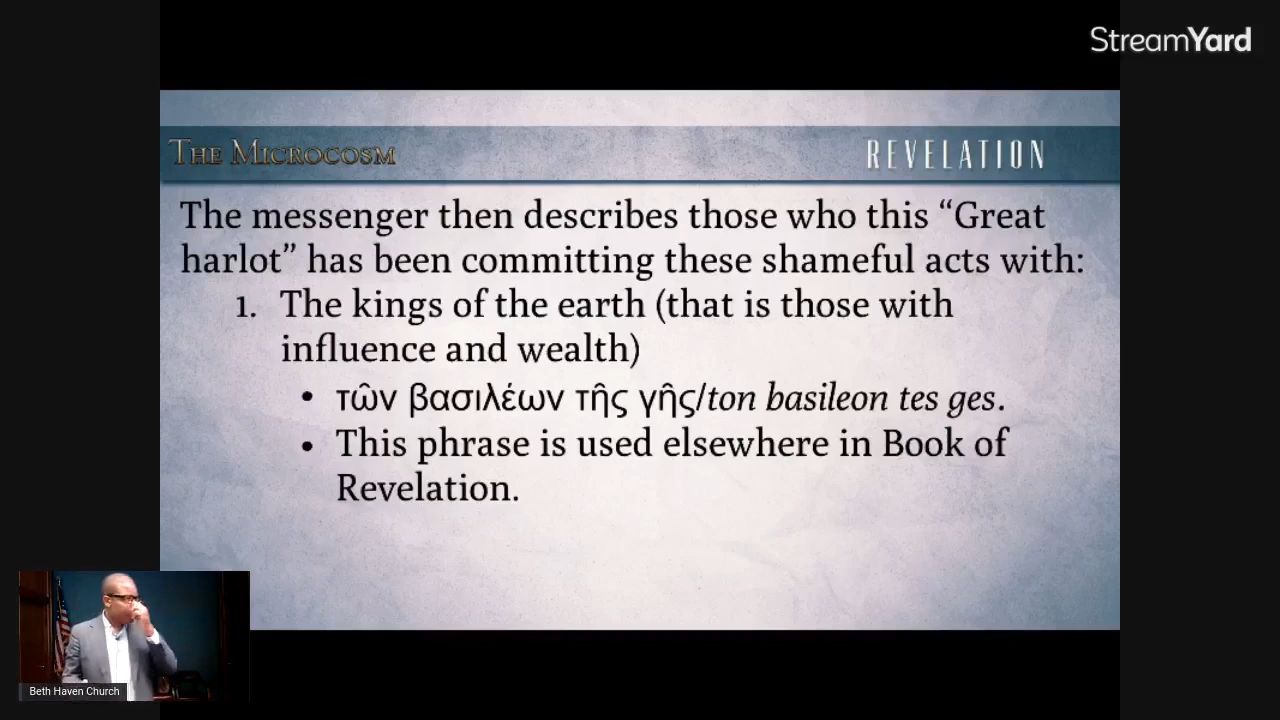 StreamYard
THE MICROCOSM
REVELATION
The messenger then describes those who this “Great
harlot” has been committing these shameful acts with:
1. The kings of the earth (that is those with
influence and wealth)
• τῶν βασιλέων τῆς γῆς/ton basileon tes ges.
• This phrase is used elsewhere in Book of
Revelation.
Beth Haven Church